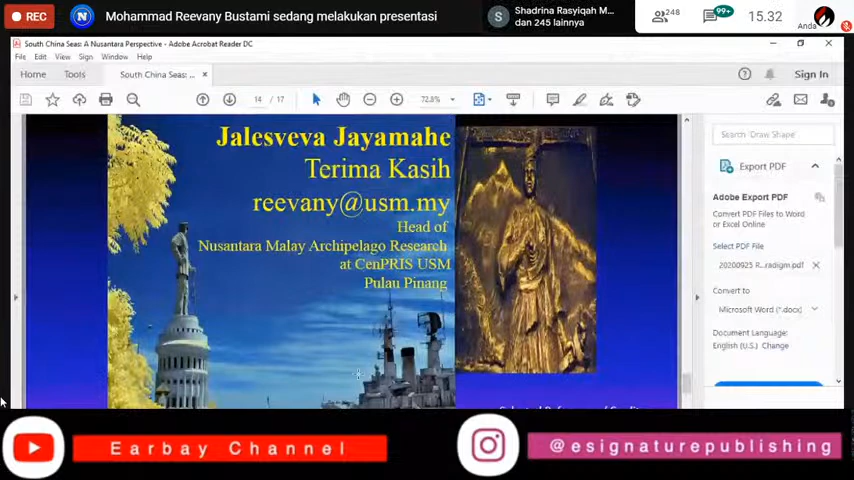 REC
Mohammad Reevany Bustami sedang melakukan presentasi
S
Shadrina Rasyiqah M...
dan 245 lainnya
248
99+
15.32
Anda
South China Seas: A Nusantara Perspective - Adobe Acrobat Reader DC
File Edit View Sign Window Help
Home Tools South China Seas: ... ×
Sign In
14 / 17
72.8%
Jalesveva Jayamahe
Terima Kasih
reevany@usm.my
Head of
Nusantara Malay Archipelago Research
at CenPRIS USM
Pulau Pinang
Search 'Draw Shape'
Export PDF
Adobe Export PDF
Convert PDF Files to Word
or Excel Online
Select PDF File
20200925 R...radigm.pdf
Convert to
Microsoft Word (*.docx)
Document Language:
English (U.S.) Change
Earbay Channel
@esignaturepublishing